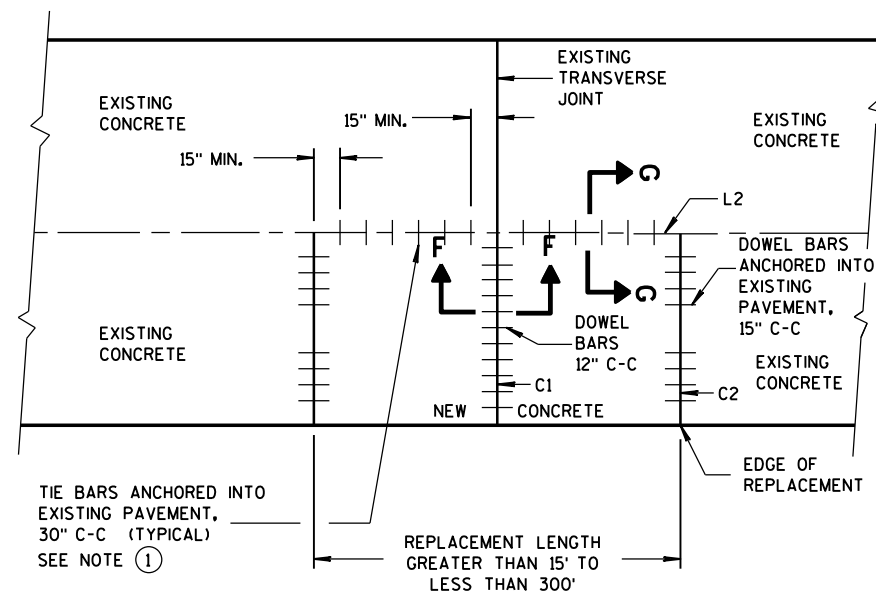 EXISTING
TRANSVERSE
JOINT
EXISTING
CONCRETE
15" MIN.
EXISTING
CONCRETE
15" MIN.
G
L2
F
F
DOWEL BARS
ANCHORED INTO
EXISTING
PAVEMENT,
15" C-C
G
EXISTING
CONCRETE
DOWEL
BARS
12" C-C
EXISTING
CONCRETE
C1
C2
NEW CONCRETE
EDGE OF
REPLACEMENT
TIE BARS ANCHORED INTO
EXISTING PAVEMENT,
30" C-C (TYPICAL)
SEE NOTE 1
REPLACEMENT LENGTH
GREATER THAN 15' TO
LESS THAN 300'